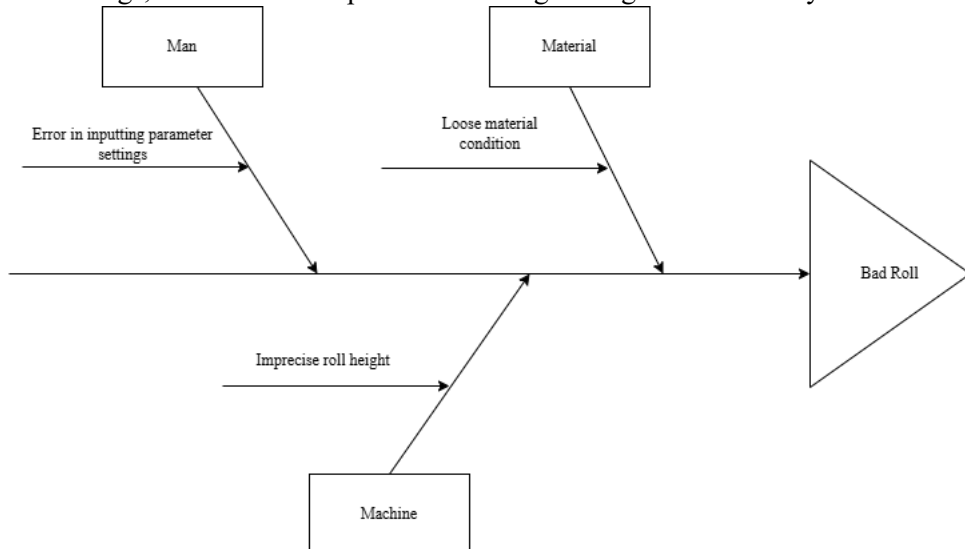 Man
Material
Error in inputting parameter
settings
Loose material
condition
Bad Roll
Imprecise roll height
Machine